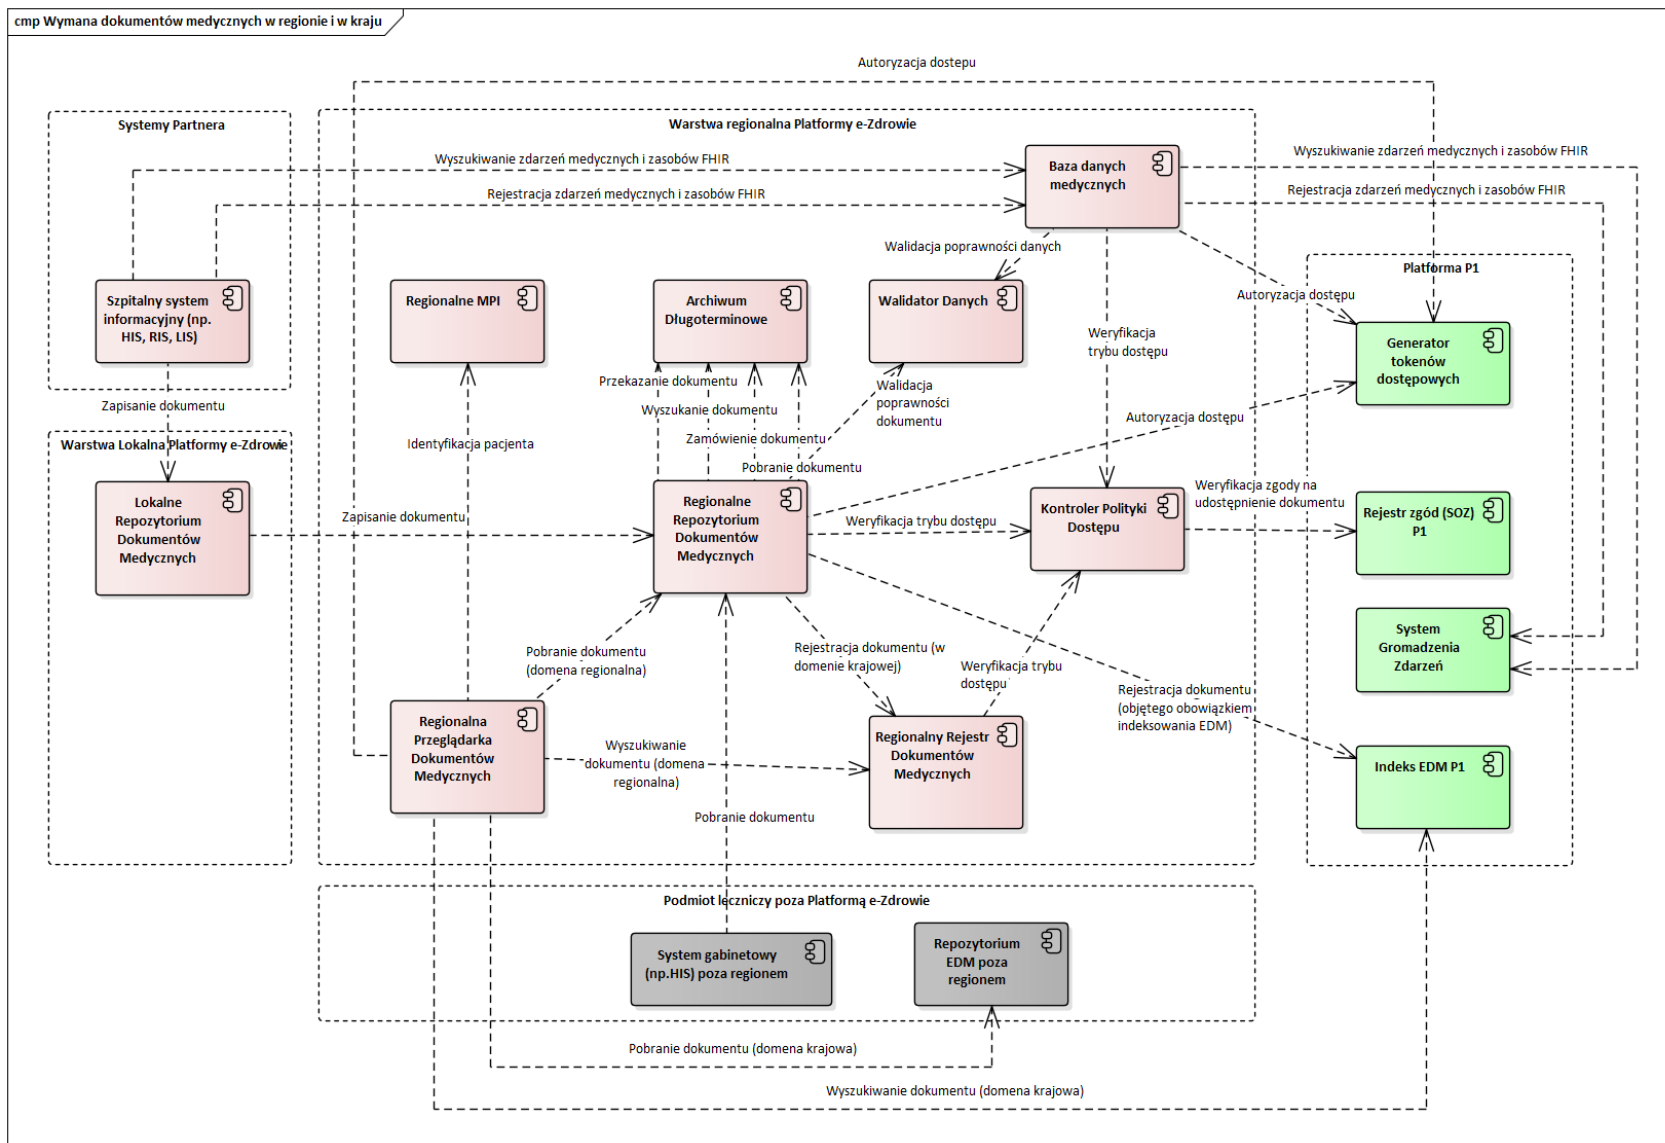 cmp Wymana dokumentów medycznych w regionie i w kraju
Autoryzacja dostepu
Systemy Partnera
Warstwa regionalna Platformy e-Zdrowie
Wyszukiwanie zdarzeń medycznych i zasobów FHIR
Rejestracja zdarzeń medycznych i zasobów FHIR
Baza danych
medycznych
Wyszukiwanie zdarzeń medycznych i zasobów FHIR
Rejestracja zdarzeń medycznych i zasobów FHIR
Walidacja poprawności danych
Platforma P1
Szpitalny system
informacyjny (np.
HIS, RIS, LIS)
Regionalne MPI
Archiwum
Długoterminowe
Walidator Danych
Autoryzacja dostępu
Weryfikacja
trybu dostępu
Generator
tokenów
dostępowych
Przekazanie dokumentu
Wyszukanie dokumentu
Zamówienie dokumentu
Pobranie dokumentu
Walidacja
poprawności
dokumentu
Autoryzacja dostępu
Zapisanie dokumentu
Identyfikacja pacjenta
Warstwa Lokalna Platformy e-Zdrowie
Lokalne
Repozytorium
Dokumentów
Medycznych
Zapisanie dokumentu
Regionalne
Repozytorium
Dokumentów
Medycznych
Weryfikacja trybu dostępu
Kontroler Polityki
Dostępu
Weryfikacja zgody na
udostępnienie dokumentu
Rejestr zgód (SOZ)
P1
System
Gromadzenia
Zdarzeń
Pobranie dokumentu
(domena regionalna)
Rejestracja dokumentu (w
domenie krajowej)
Weryfikacja trybu
dostępu
Rejestracja dokumentu
(objętego obowiązkiem
indeksowania EDM)
Regionalna
Przeglądarka
Dokumentów
Medycznych
Wyszukiwanie
dokumentu (domena
regionalna)
Regionalny Rejestr
Dokumentów
Medycznych
Indeks EDM P1
Pobranie dokumentu
Podmiot leczniczy poza Platformą e-Zdrowie
System gabinetowy
(np.HIS) poza regionem
Repozytorium
EDM poza
regionem
Pobranie dokumentu (domena krajowa)
Wyszukiwanie dokumentu (domena krajowa)